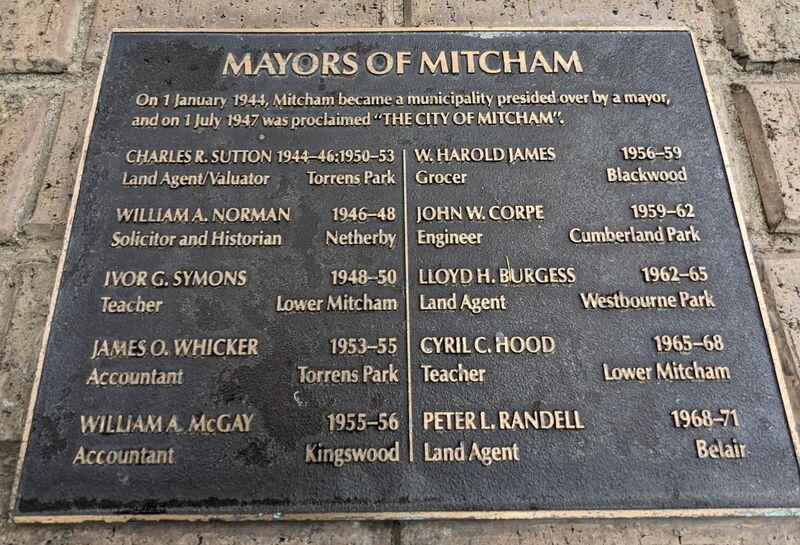 MAYORS OF MITCHAM
On 1 January 1944, Mitcham became a municipality presided over by a mayor,
and on 1 July 1947 was proclaimed "THE CITY OF MITCHAM".
CHARLES R. SUTTON 1944–46:1950–53
Land Agent/Valuator Torrens Park
WILLIAM A. NORMAN 1946–48
Solicitor and Historian Netherby
IVOR G. SYMONS 1948–50
Teacher Lower Mitcham
JAMES O. WHICKER 1953–55
Accountant Torrens Park
WILLIAM A. McGAY 1955–56
Accountant Kingswood
W. HAROLD JAMES 1956–59
Grocer Blackwood
JOHN W. CORPE 1959–62
Engineer Cumberland Park
LLOYD H. BURGESS 1962–65
Land Agent Westbourne Park
CYRIL C. HOOD 1965–68
Teacher Lower Mitcham
PETER L. RANDELL 1968–71
Land Agent Belair